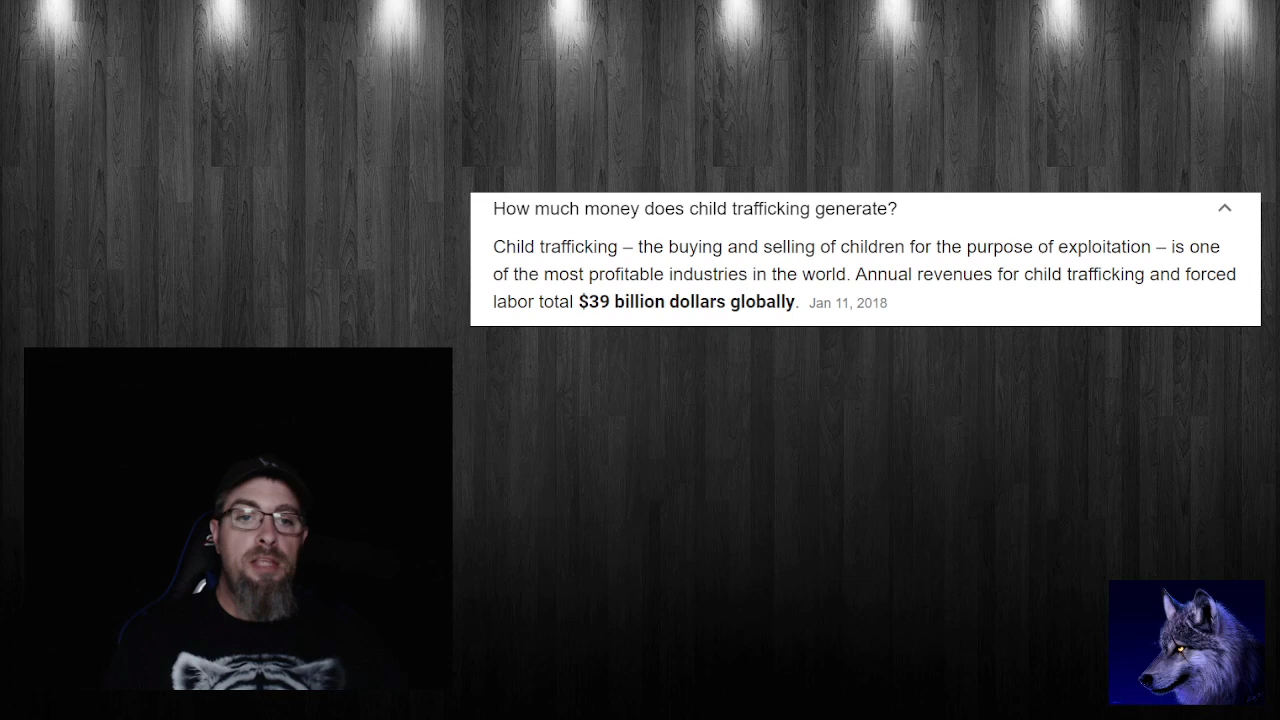 How much money does child trafficking generate?
Child trafficking – the buying and selling of children for the purpose of exploitation – is one
of the most profitable industries in the world. Annual revenues for child trafficking and forced
labor total $39 billion dollars globally. Jan 11, 2018